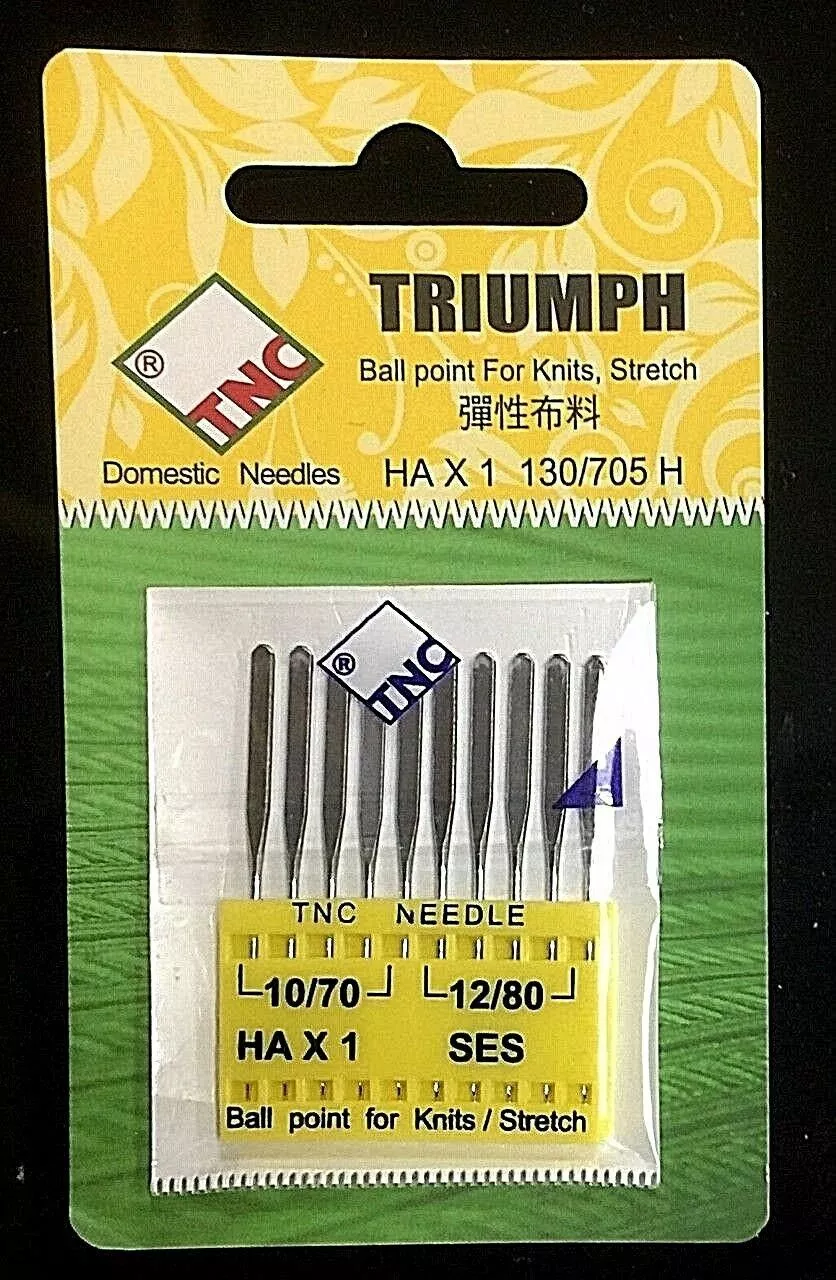 TRIUMPH
® TNC
Ball point For Knits, Stretch
彈性布料
Domestic Needles HA X 1 130/705 H
® TNC
TNC NEEDLE
10/70 12/80
HA X 1 SES
Ball point for Knits / Stretch